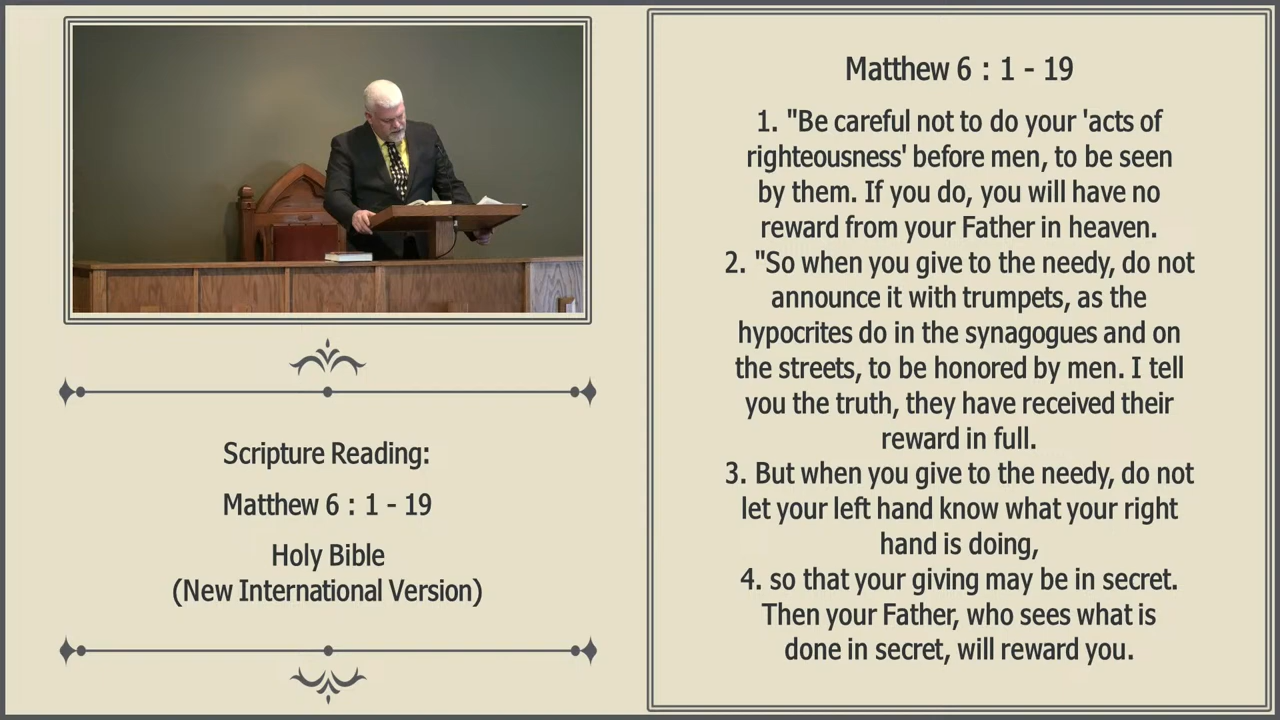 Scripture Reading:
Matthew 6 : 1 - 19
Holy Bible
(New International Version)
Matthew 6 : 1 - 19
1. "Be careful not to do your 'acts of
righteousness' before men, to be seen
by them. If you do, you will have no
reward from your Father in heaven.
2. "So when you give to the needy, do not
announce it with trumpets, as the
hypocrites do in the synagogues and on
the streets, to be honored by men. I tell
you the truth, they have received their
reward in full.
3. But when you give to the needy, do not
let your left hand know what your right
hand is doing,
4. so that your giving may be in secret.
Then your Father, who sees what is
done in secret, will reward you.